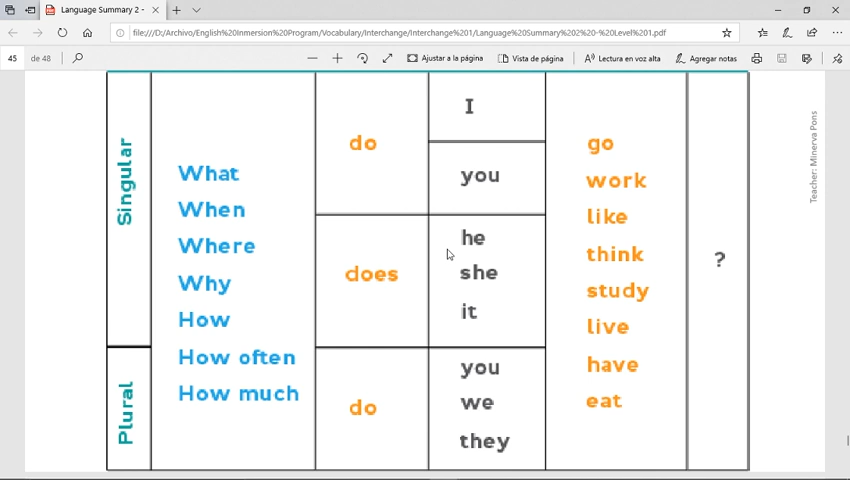 Language Summary 2 -
file:///D:/Archivo/English%20Inmersion%20Program/Vocabulary/Interchange/Interchange%201/Language%20Summary%202%20-%20Level%201.pdf
45 de 48
Ajustar a la página
Vista de página
Lectura en voz alta
Agregar notas
Singular
Plural
What
When
Where
Why
How
How often
How much
do
does
do
I
you
he
she
it
you
we
they
go
work
like
think
study
live
have
eat
?
Teacher: Minerva Pons